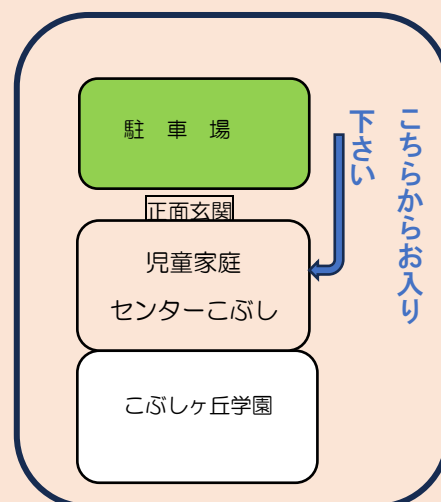 駐 車 場
正面玄関
児童家庭
センターこぶし
こぶしヶ丘学園
こちらからお入り
下さい